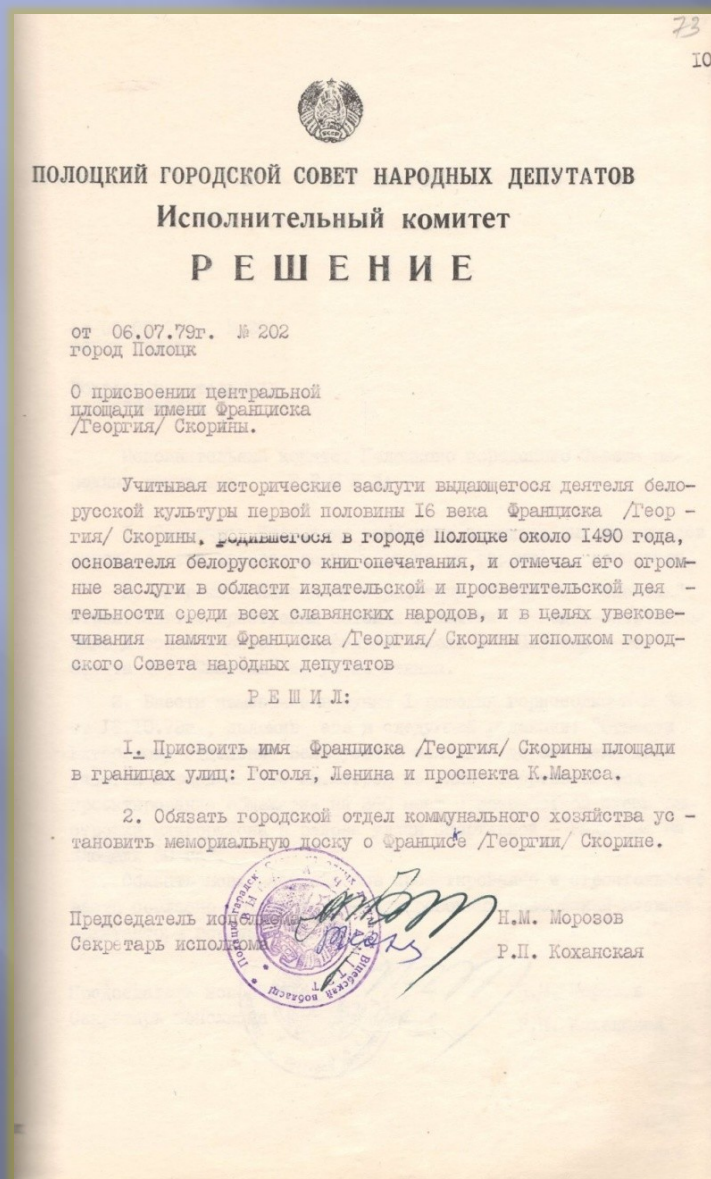 73
10
ПОЛОЦКИЙ ГОРОДСКОЙ СОВЕТ НАРОДНЫХ ДЕПУТАТОВ
Исполнительный комитет
РЕШЕНИЕ
от 06.07.79г. № 202
город Полоцк
О присвоении центральной
площади имени Франциска
/Георгия/ Скорины.
Учитывая исторические заслуги выдающегося деятеля бело-
русской культуры первой половины 16 века Франциска /Геор -
гия/ Скорины, родившегося в городе Полоцке около 1490 года,
основателя белорусского книгопечатания, и отмечая его огром-
ные заслуги в области издательской и просветительской дея -
тельности среди всех славянских народов, и в целях увекове-
чивания памяти Франциска /Георгия/ Скорины исполком город-
ского Совета народных депутатов
РЕШИЛ:
1. Присвоить имя Франциска /Георгия/ Скорины площади
в границах улиц: Гоголя, Ленина и проспекта К.Маркса.
2. Обязать городской отдел коммунального хозяйства ус -
тановить мемориальную доску о Франциске /Георгии/ Скорине.
Председатель исполкома Н.М. Морозов
Секретарь исполкома Р.П. Коханская